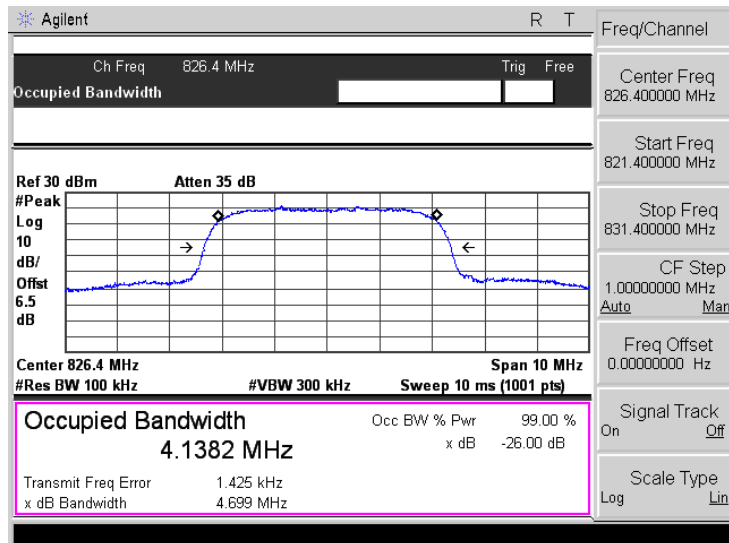 Agilent R T
Ch Freq 826.4 MHz Trig Free
Occupied Bandwidth
Ref 30 dBm Atten 35 dB
#Peak
Log
10
dB/
Offst
6.5
dB
Center 826.4 MHz Span 10 MHz
#Res BW 100 kHz #VBW 300 kHz Sweep 10 ms (1001 pts)
Occupied Bandwidth Occ BW % Pwr 99.00 %
4.1382 MHz x dB -26.00 dB
Transmit Freq Error 1.425 kHz
x dB Bandwidth 4.699 MHz
Freq/Channel
Center Freq
826.400000 MHz
Start Freq
821.400000 MHz
Stop Freq
831.400000 MHz
CF Step
1.00000000 MHz
Auto Man
Freq Offset
0.00000000 Hz
Signal Track
On Off
Scale Type
Log Lin